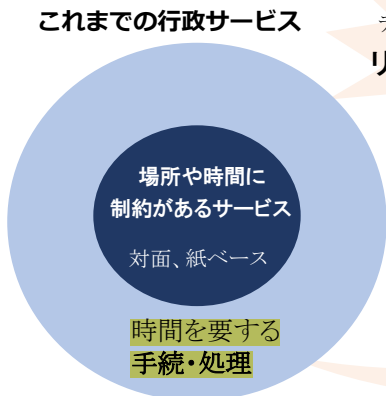 これまでの行政サービス
リ
場所や時間に
制約があるサービス
対面、紙ベース
時間を要する
手続・処理